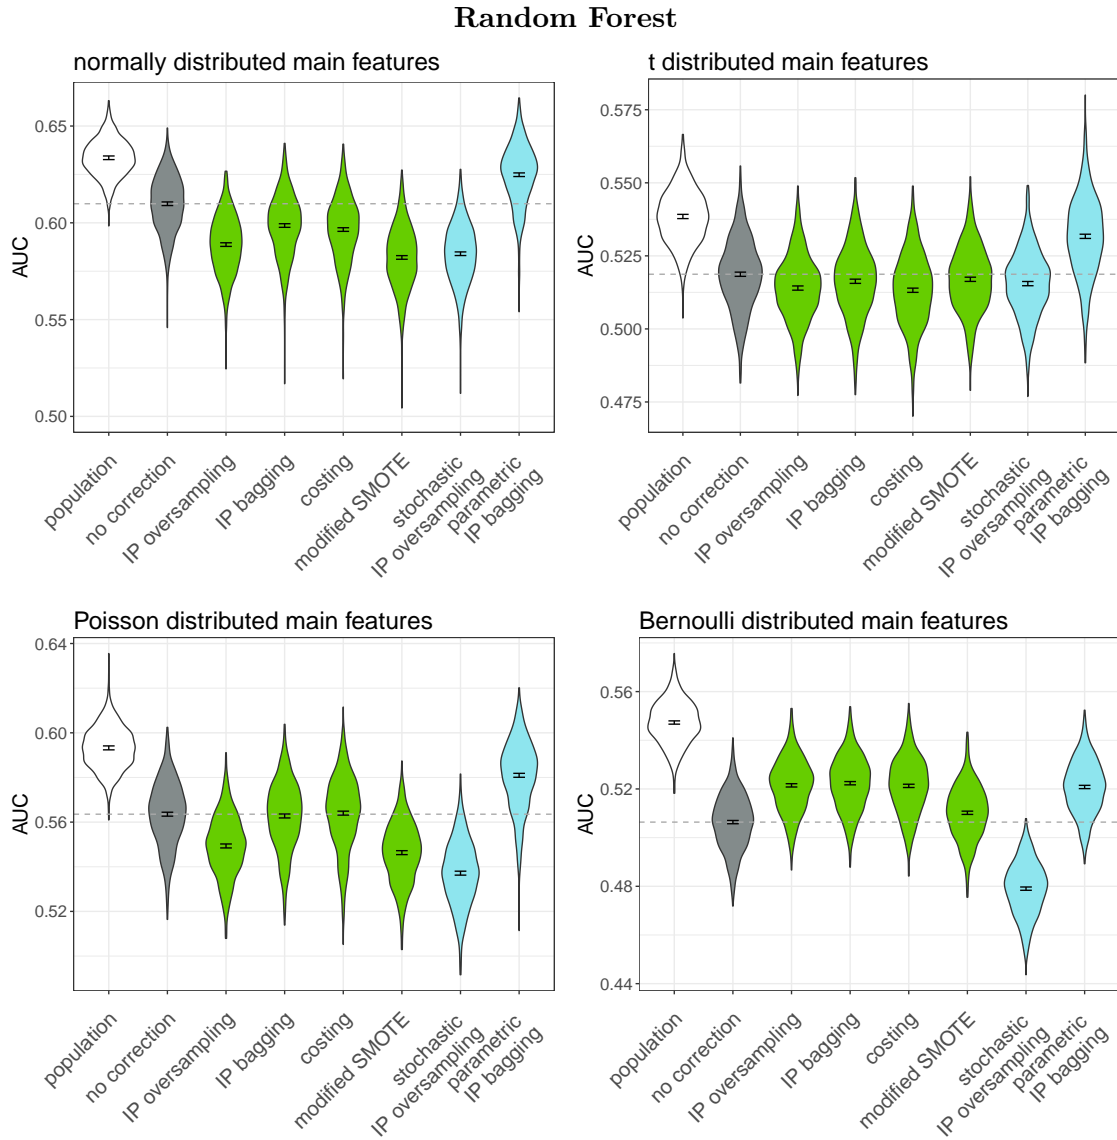 Random Forest
normally distributed main features
AUC
0.65
0.60
0.55
0.50
population
no correction
IP oversampling
IP bagging
costing
modified SMOTE
stochastic
IP oversampling
parametric
IP bagging
t distributed main features
AUC
0.575
0.550
0.525
0.500
0.475
population
no correction
IP oversampling
IP bagging
costing
modified SMOTE
stochastic
IP oversampling
parametric
IP bagging
Poisson distributed main features
AUC
0.64
0.60
0.56
0.52
population
no correction
IP oversampling
IP bagging
costing
modified SMOTE
stochastic
IP oversampling
parametric
IP bagging
Bernoulli distributed main features
AUC
0.56
0.52
0.48
0.44
population
no correction
IP oversampling
IP bagging
costing
modified SMOTE
stochastic
IP oversampling
parametric
IP bagging